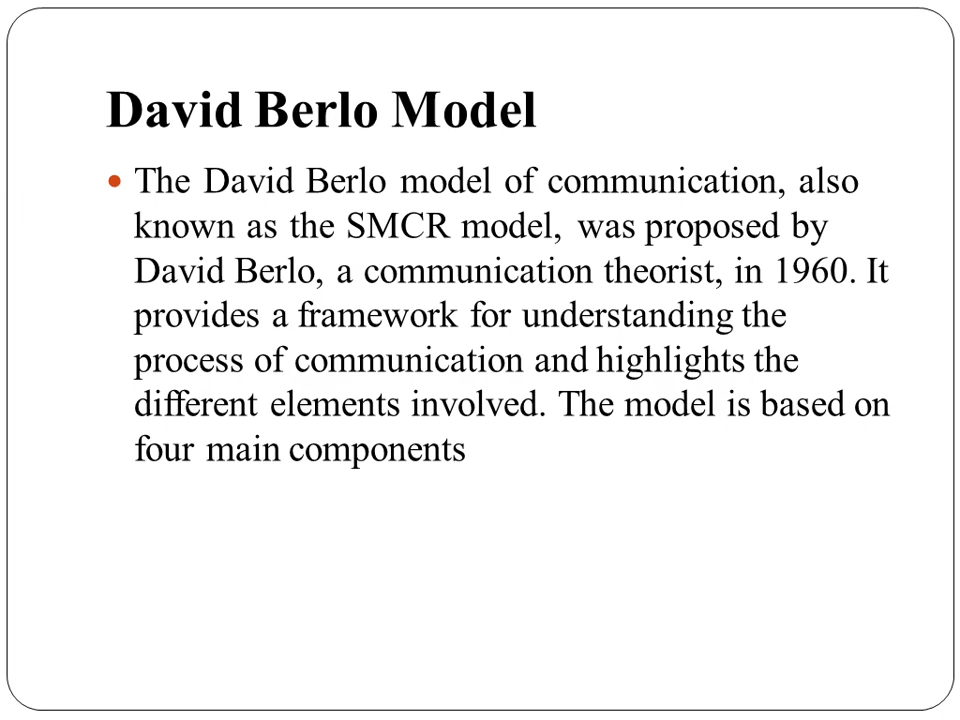 David Berlo Model
• The David Berlo model of communication, also
known as the SMCR model, was proposed by
David Berlo, a communication theorist, in 1960. It
provides a framework for understanding the
process of communication and highlights the
different elements involved. The model is based on
four main components